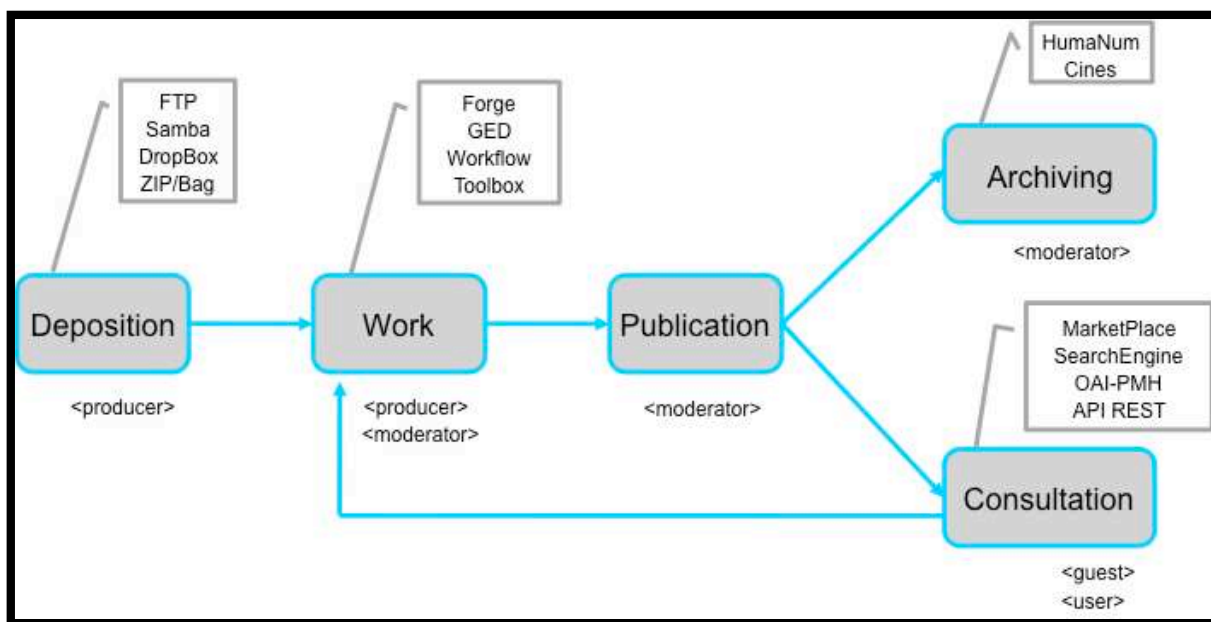 HumaNum
Cines
FTP
Samba
DropBox
ZIP/Bag
Forge
GED
Workflow
Toolbox
Archiving
<moderator>
Deposition
<producer>
Work
<producer>
<moderator>
Publication
<moderator>
MarketPlace
SearchEngine
OAI-PMH
API REST
Consultation
<guest>
<user>